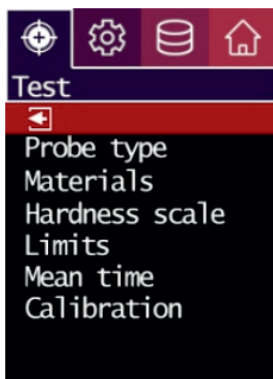 Test
Probe type
Materials
Hardness scale
Limits
Mean time
Calibration